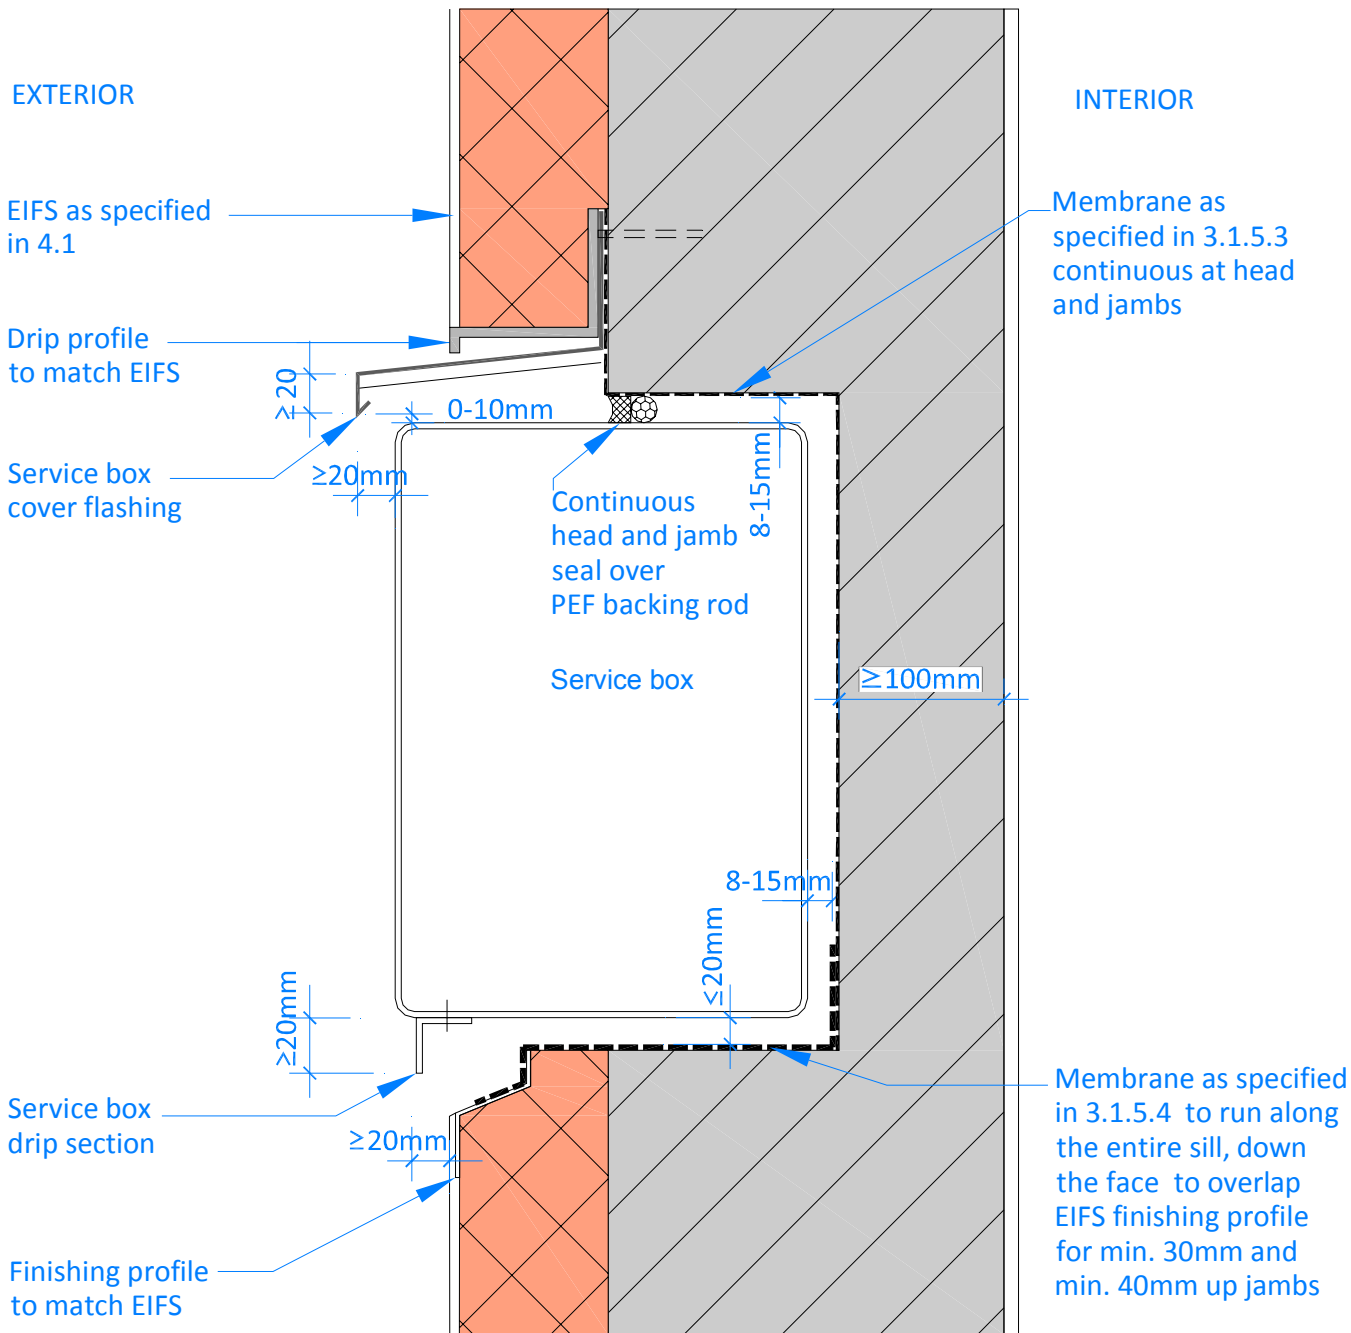 EXTERIOR
INTERIOR
EIFS as specified
in 4.1
Membrane as
specified in 3.1.5.3
continuous at head
and jambs
Drip profile
to match EIFS
≥20
0-10mm
Service box
cover flashing
≥20mm
8-15mm
Continuous
head and jamb
seal over
PEF backing rod
Service box
≥100mm
8-15mm
≤20mm
≥20mm
Service box
drip section
≥20mm
Membrane as specified
in 3.1.5.4 to run along
the entire sill, down
the face to overlap
EIFS finishing profile
for min. 30mm and
min. 40mm up jambs
Finishing profile
to match EIFS